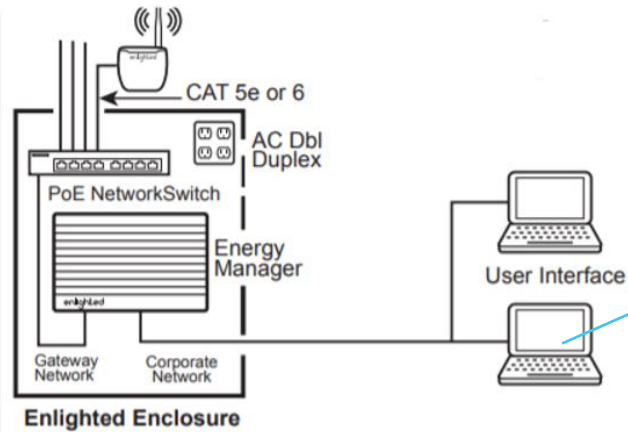 enlighted
CAT 5e or 6
AC Dbl
Duplex
PoE NetworkSwitch
Energy
Manager
enlighted
User Interface
Gateway
Network
Corporate
Network
Enlighted Enclosure